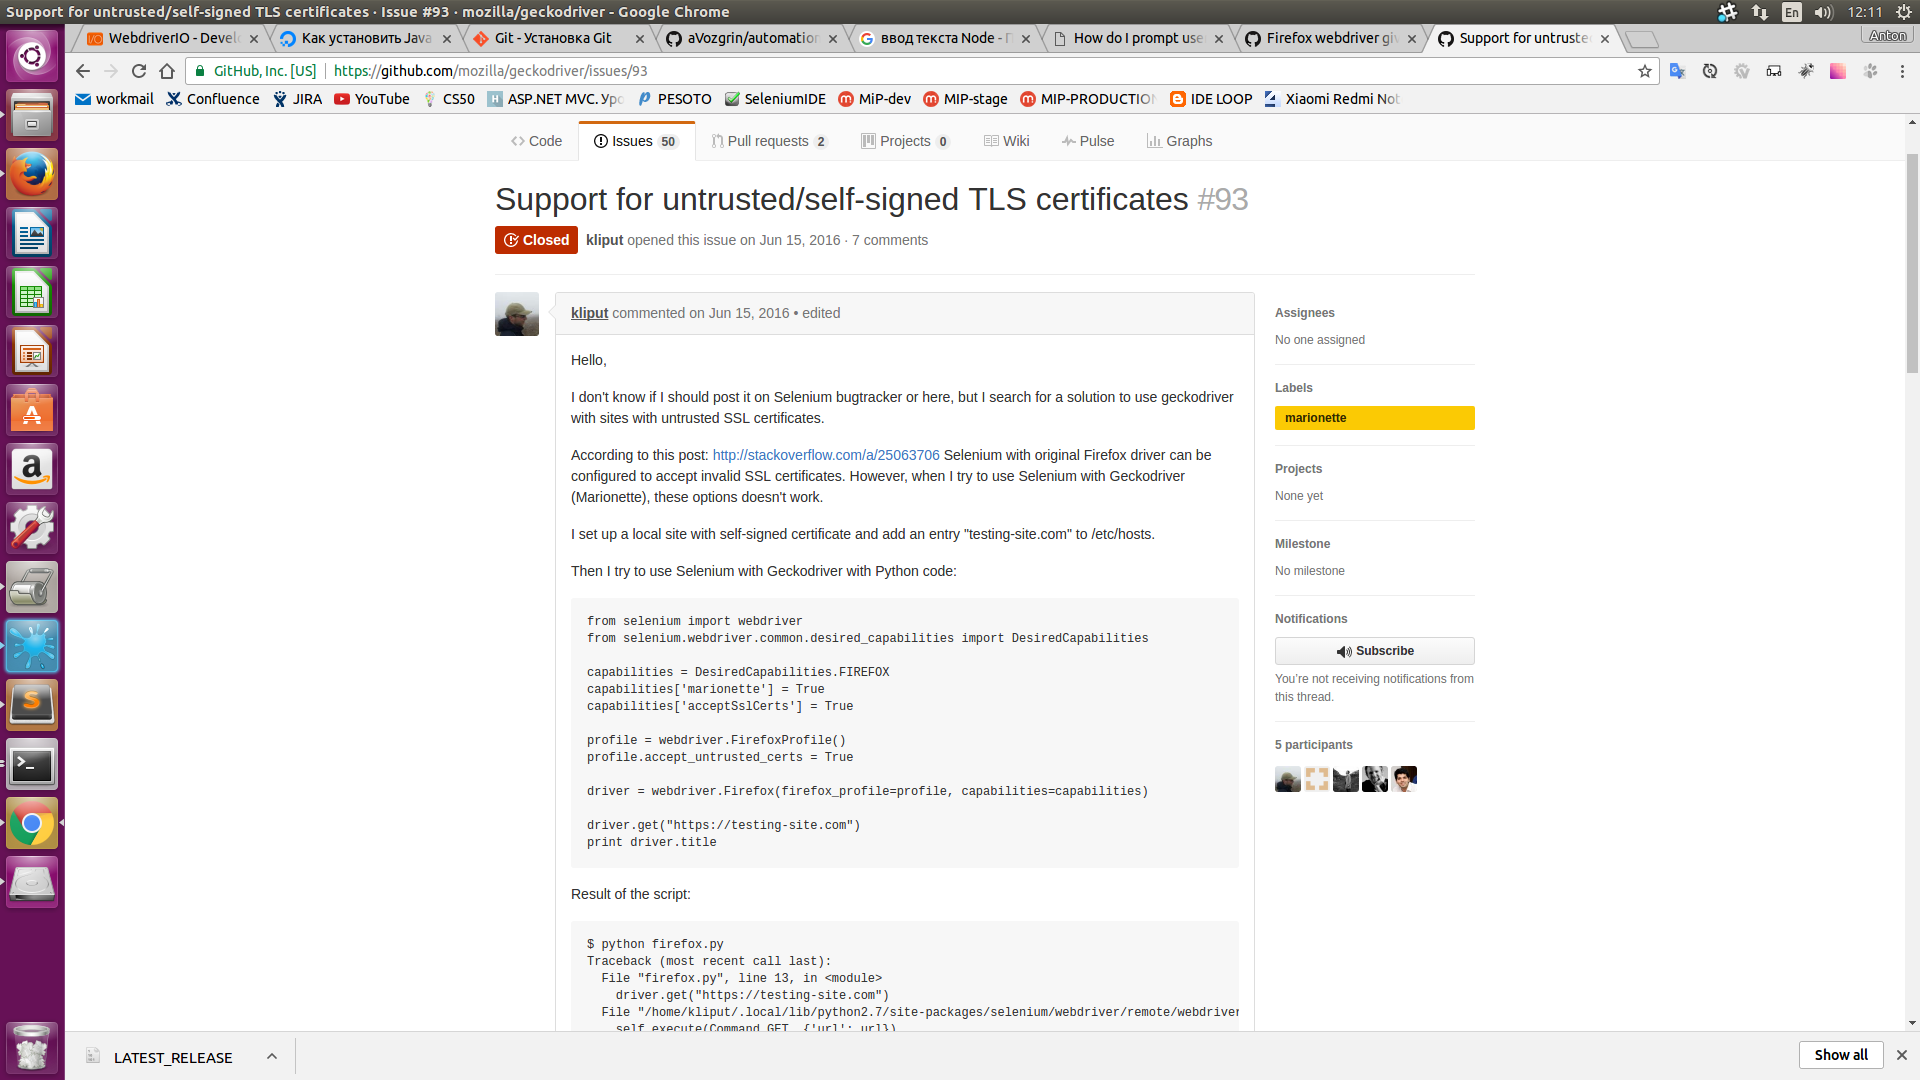 Support for untrusted/self-signed TLS certificates · Issue #93 · mozilla/geckodriver - Google Chrome
En
12:11
WebdriverIO - Devel
Как установить Java
Git - Установка Git
aVozgrin/automation
ввод текста Node - П
How do I prompt use
Firefox webdriver giv
Support for untruste
Anton
GitHub, Inc. [US]
https://github.com/mozilla/geckodriver/issues/93
workmail
Confluence
JIRA
YouTube
CS50
ASP.NET MVC. Уро
PESOTO
SeleniumIDE
MiP-dev
MIP-stage
MIP-PRODUCTION
IDE LOOP
Xiaomi Redmi Not
Code
Issues 50
Pull requests 2
Projects 0
Wiki
Pulse
Graphs
Support for untrusted/self-signed TLS certificates #93
Closed
kliput opened this issue on Jun 15, 2016 · 7 comments
kliput commented on Jun 15, 2016 • edited
Hello,
I don't know if I should post it on Selenium bugtracker or here, but I search for a solution to use geckodriver
with sites with untrusted SSL certificates.
According to this post: http://stackoverflow.com/a/25063706 Selenium with original Firefox driver can be
configured to accept invalid SSL certificates. However, when I try to use Selenium with Geckodriver
(Marionette), these options doesn't work.
I set up a local site with self-signed certificate and add an entry "testing-site.com" to /etc/hosts.
Then I try to use Selenium with Geckodriver with Python code:
from selenium import webdriver
from selenium.webdriver.common.desired_capabilities import DesiredCapabilities
capabilities = DesiredCapabilities.FIREFOX
capabilities['marionette'] = True
capabilities['acceptSslCerts'] = True
profile = webdriver.FirefoxProfile()
profile.accept_untrusted_certs = True
driver = webdriver.Firefox(firefox_profile=profile, capabilities=capabilities)
driver.get("https://testing-site.com")
print driver.title
Result of the script:
$ python firefox.py
Traceback (most recent call last):
File "firefox.py", line 13, in <module>
driver.get("https://testing-site.com")
File "/home/kliput/.local/lib/python2.7/site-packages/selenium/webdriver/remote/webdriver
self.execute(Command.GET, {'url': url})
Assignees
No one assigned
Labels
marionette
Projects
None yet
Milestone
No milestone
Notifications
Subscribe
You're not receiving notifications from
this thread.
5 participants
LATEST_RELEASE
Show all